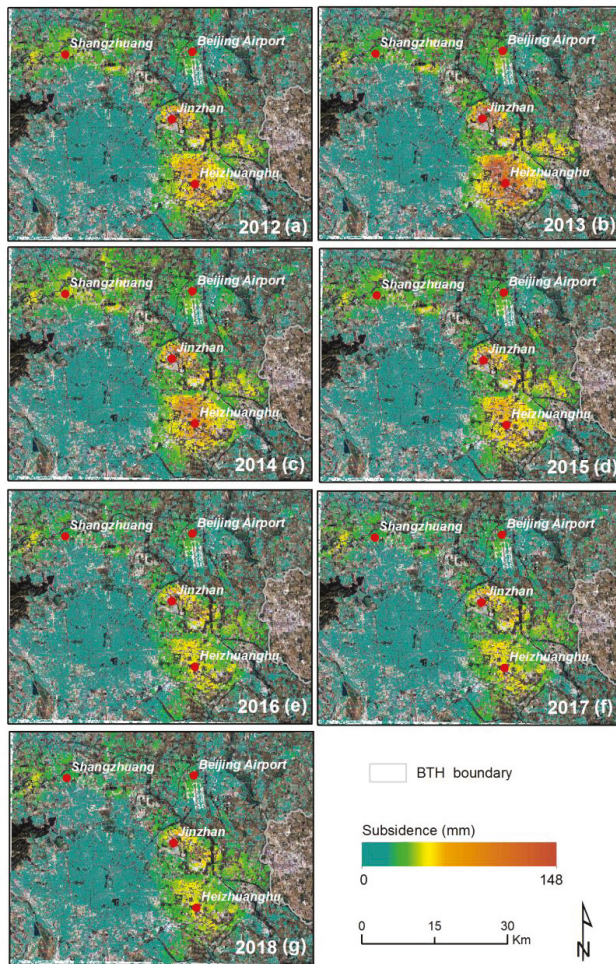 Shangzhuang
Beijing Airport
Jinzhan
Heizhuanghu
2012 (a)
Shangzhuang
Beijing Airport
Jinzhan
Heizhuanghu
2013 (b)
Shangzhuang
Beijing Airport
Jinzhan
Heizhuanghu
2014 (c)
Shangzhuang
Beijing Airport
Jinzhan
Heizhuanghu
2015 (d)
Shangzhuang
Beijing Airport
Jinzhan
Heizhuanghu
2016 (e)
Shangzhuang
Beijing Airport
Jinzhan
Heizhuanghu
2017 (f)
Shangzhuang
Beijing Airport
Jinzhan
Heizhuanghu
2018 (g)
BTH boundary
Subsidence (mm)
0 148
0 15 30
Km
N